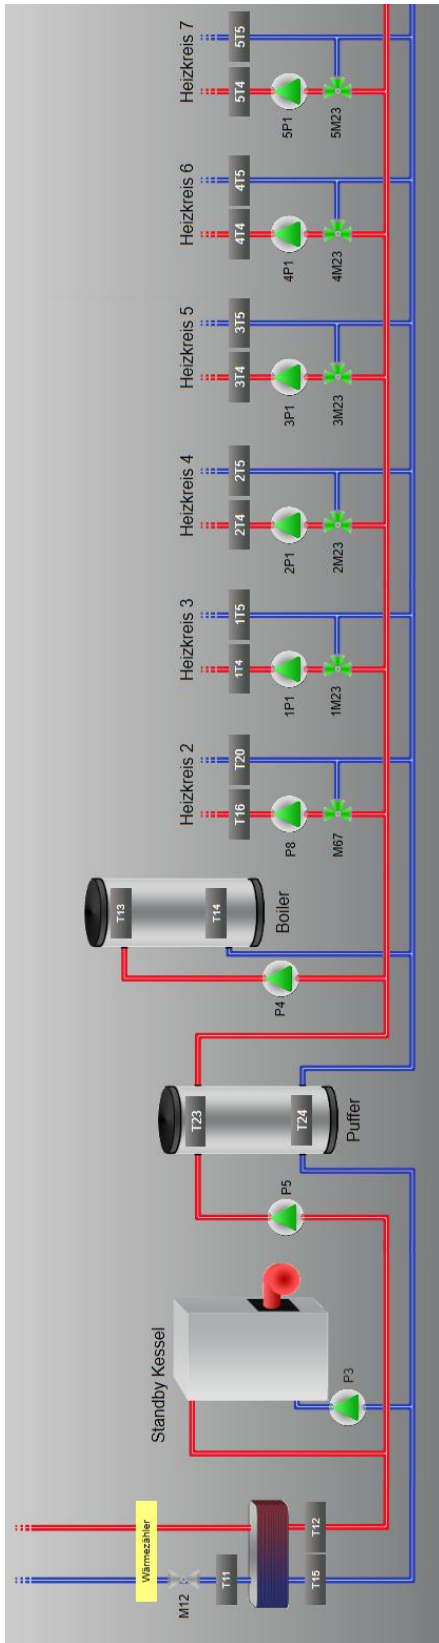 Wärmezähler
M12
T11
T15
T12
Standby Kessel
P3
P5
T23
T24
Puffer
P4
T13
T14
Boiler
Heizkreis 2
T16
T20
P8
M67
Heizkreis 3
1T4
1T5
1P1
1M23
Heizkreis 4
2T4
2T5
2P1
2M23
Heizkreis 5
3T4
3T5
3P1
3M23
Heizkreis 6
4T4
4T5
4P1
4M23
Heizkreis 7
5T4
5T5
5P1
5M23